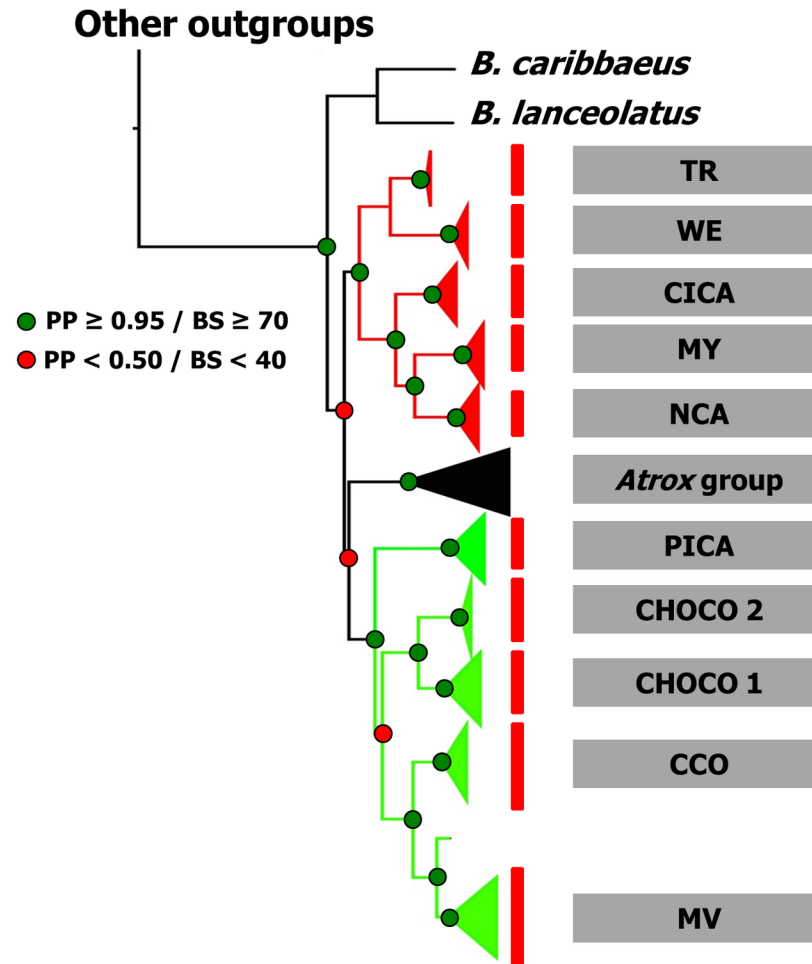 Other outgroups
B. caribbaeus
B. lanceolatus
TR
WE
CICA
PP ≥ 0.95 / BS ≥ 70
MY
PP < 0.50 / BS < 40
NCA
Atrox group
PICA
CHOCO 2
CHOCO 1
CCO
MV